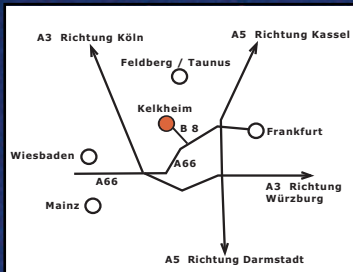 A3 Richtung Köln
A5 Richtung Kassel
Feldberg / Taunus
Kelkheim
B 8
Frankfurt
Wiesbaden
A66
A66
A3 Richtung
Würzburg
Mainz
A5 Richtung Darmstadt